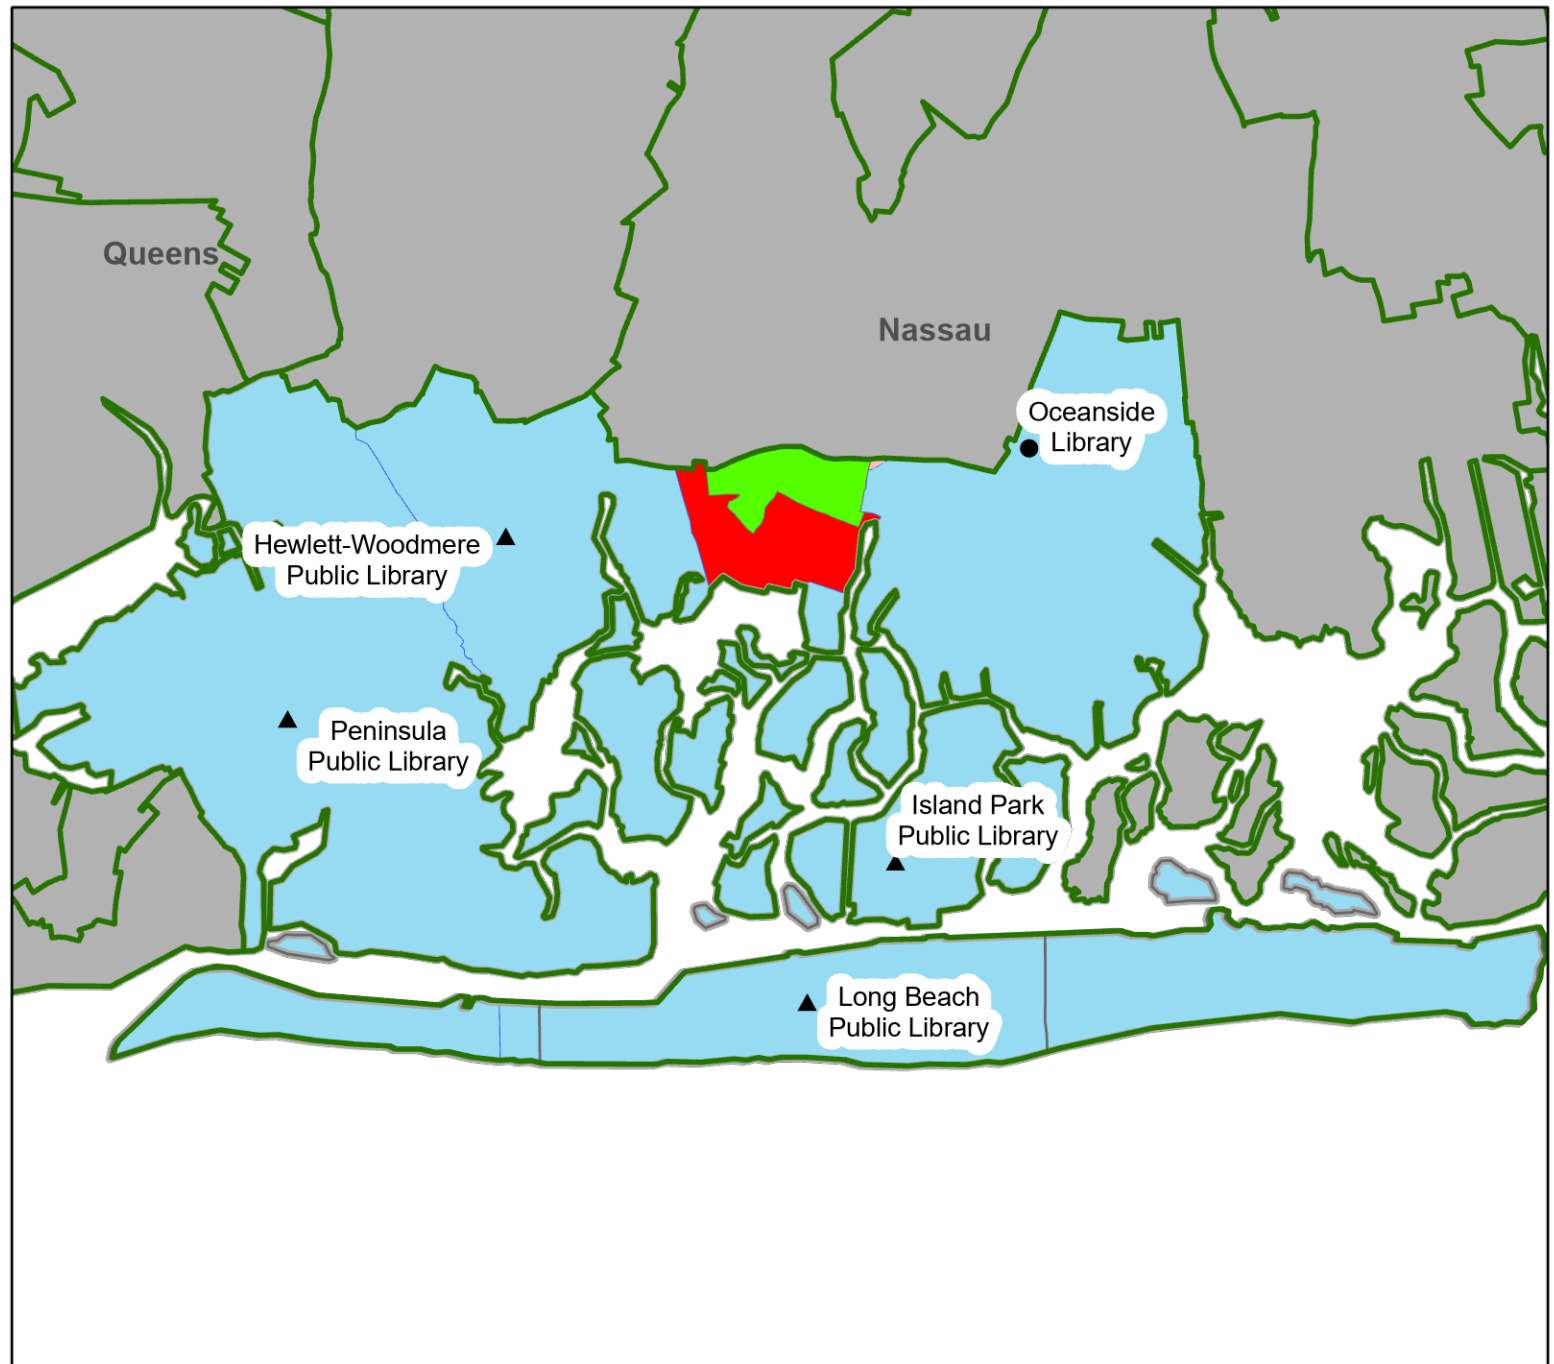 Queens
Nassau
Oceanside
Library
Hewlett-Woodmere
Public Library
Peninsula
Public Library
Island Park
Public Library
Long Beach
Public Library